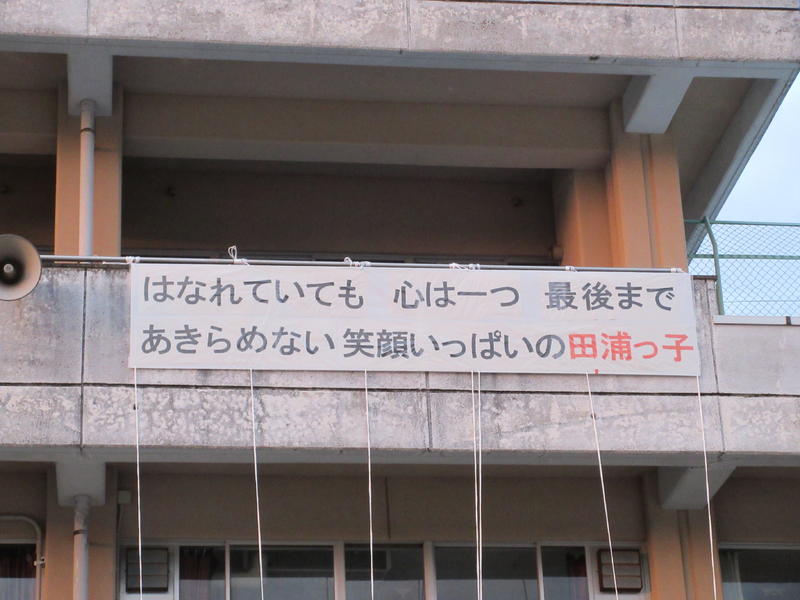 はなれていても 心は一つ 最後まで
あきらめない 笑顔いっぱいの田浦っ子